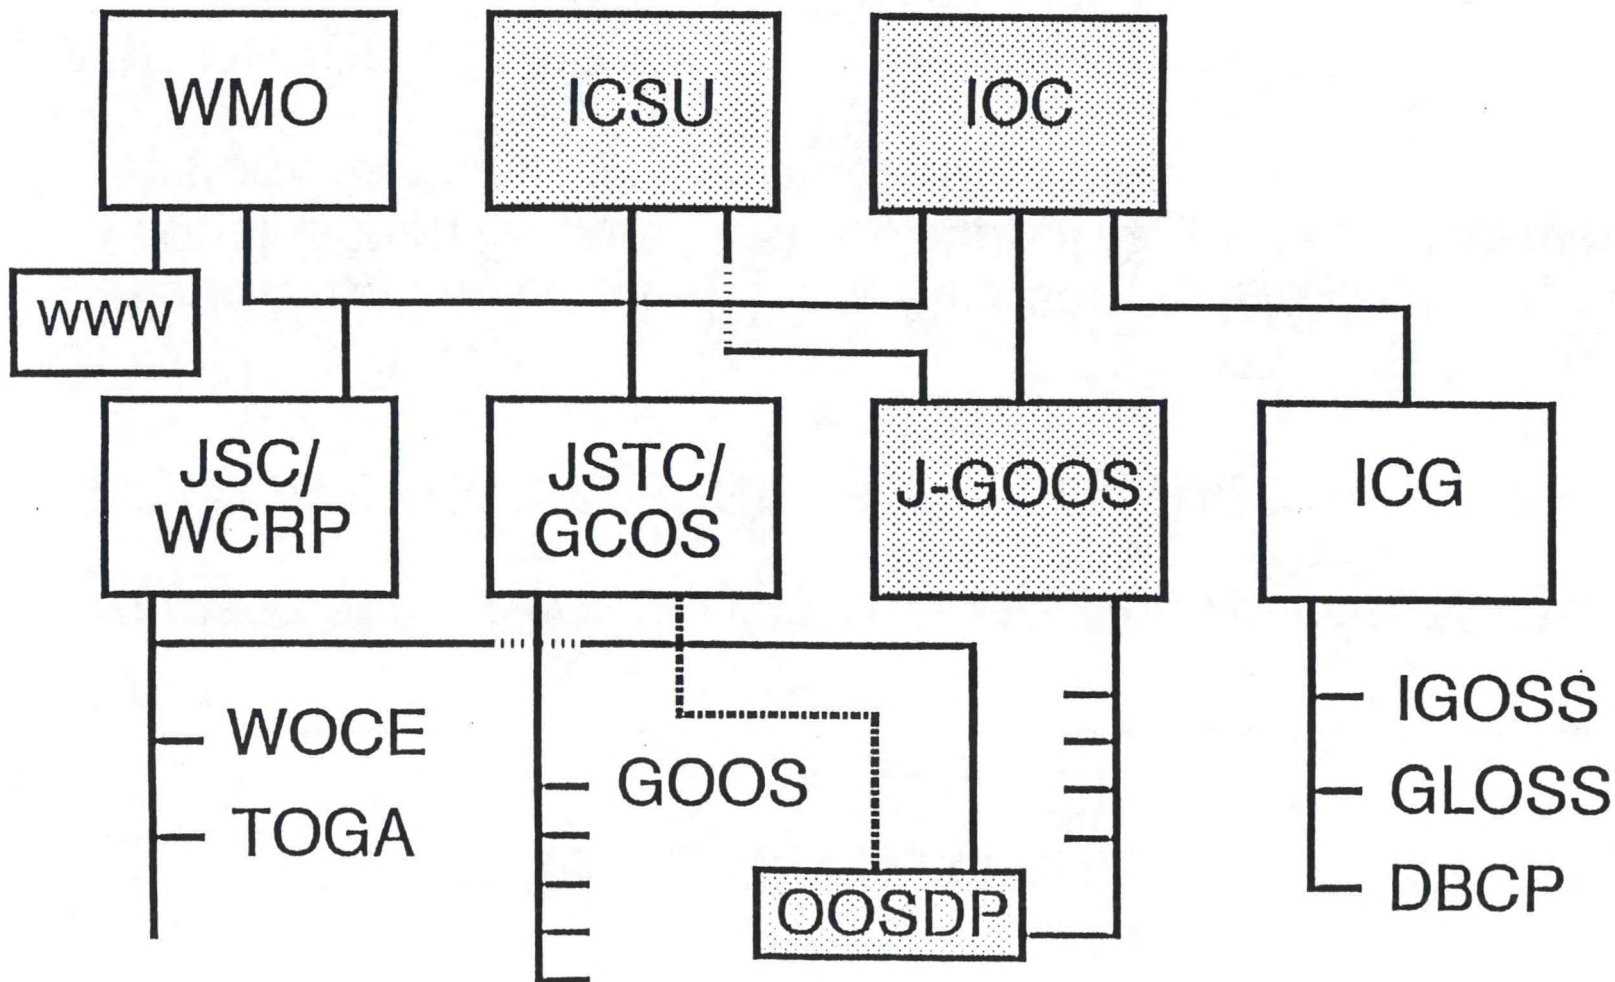 WMO
ICSU
IOC
WWW
JSC/
WCRP
JSTC/
GCOS
J-GOOS
ICG
WOCE
TOGA
GOOS
OOSDP
IGOSS
GLOSS
DBCP